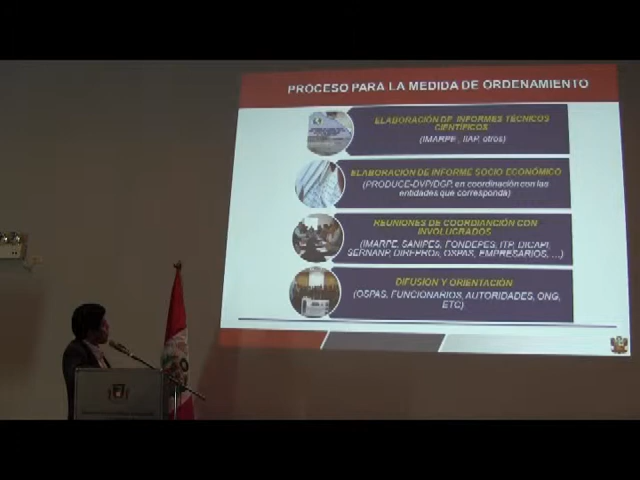 PROCESO PARA LA MEDIDA DE ORDENAMIENTO
ELABORACIÓN DE INFORMES TÉCNICOS
CIENTÍFICOS
(IMARPE, IIAP, otros)
ELABORACIÓN DE INFORME SOCIO ECONÓMICO
(PRODUCE-DVP/DGP, en coordinación con las
entidades que corresponda)
REUNIONES DE COORDIANCIÓN CON
INVOLUCRADOS
(IMARPE, SANIPES, FONDEPES, ITP, DICAPI,
SERNANP, DIREPROs, OSPAS, EMPRESARIOS, ...)
DIFUSIÓN Y ORIENTACIÓN
(OSPAS, FUNCIONARIOS, AUTORIDADES, ONG,
ETC)